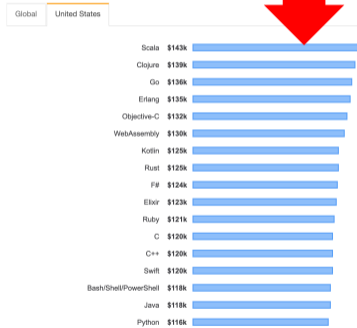 Global United States
Scala $143k
Clojure $139k
Go $136k
Erlang $135k
Objective-C $132k
WebAssembly $130k
Kotlin $125k
Rust $125k
F# $124k
Elixir $123k
Ruby $121k
C $120k
C++ $120k
Swift $120k
Bash/Shell/PowerShell $118k
Java $118k
Python $116k